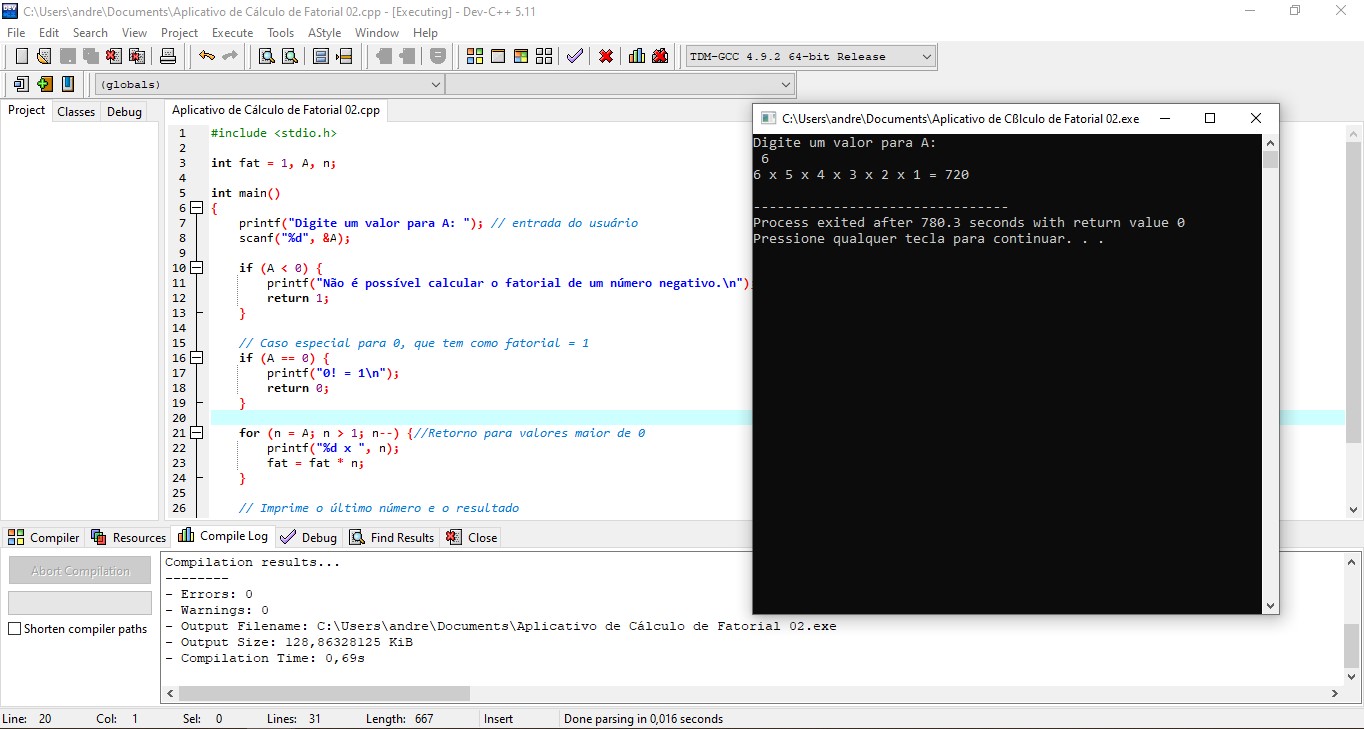 C:\Users\andre\Documents\Aplicativo de Cálculo de Fatorial 02.cpp - [Executing] - Dev-C++ 5.11
File Edit Search View Project Execute Tools AStyle Window Help
TDM-GCC 4.9.2 64-bit Release
(globals)
Project Classes Debug
Aplicativo de Cálculo de Fatorial 02.cpp
1 #include <stdio.h>
2
3 int fat = 1, A, n;
4
5 int main()
6 {
7 printf("Digite um valor para A: "); // entrada do usuário
8 scanf("%d", &A);
9
10 if (A < 0) {
11 printf("Não é possível calcular o fatorial de um número negativo.\n");
12 return 1;
13 }
14
15 // Caso especial para 0, que tem como fatorial = 1
16 if (A == 0) {
17 printf("0! = 1\n");
18 return 0;
19 }
20
21 for (n = A; n > 1; n--) {//Retorno para valores maior de 0
22 printf("%d x ", n);
23 fat = fat * n;
24 }
25
26 // Imprime o último número e o resultado
C:\Users\andre\Documents\Aplicativo de Cßlculo de Fatorial 02.exe
Digite um valor para A:
6
6 x 5 x 4 x 3 x 2 x 1 = 720
--------------------------------
Process exited after 780.3 seconds with return value 0
Pressione qualquer tecla para continuar. . .
Compiler Resources Compile Log Debug Find Results Close
Abort Compilation
Shorten compiler paths
Compilation results...
--------
- Errors: 0
- Warnings: 0
- Output Filename: C:\Users\andre\Documents\Aplicativo de Cálculo de Fatorial 02.exe
- Output Size: 128,86328125 KiB
- Compilation Time: 0,69s
Line: 20 Col: 1 Sel: 0 Lines: 31 Length: 667 Insert Done parsing in 0,016 seconds